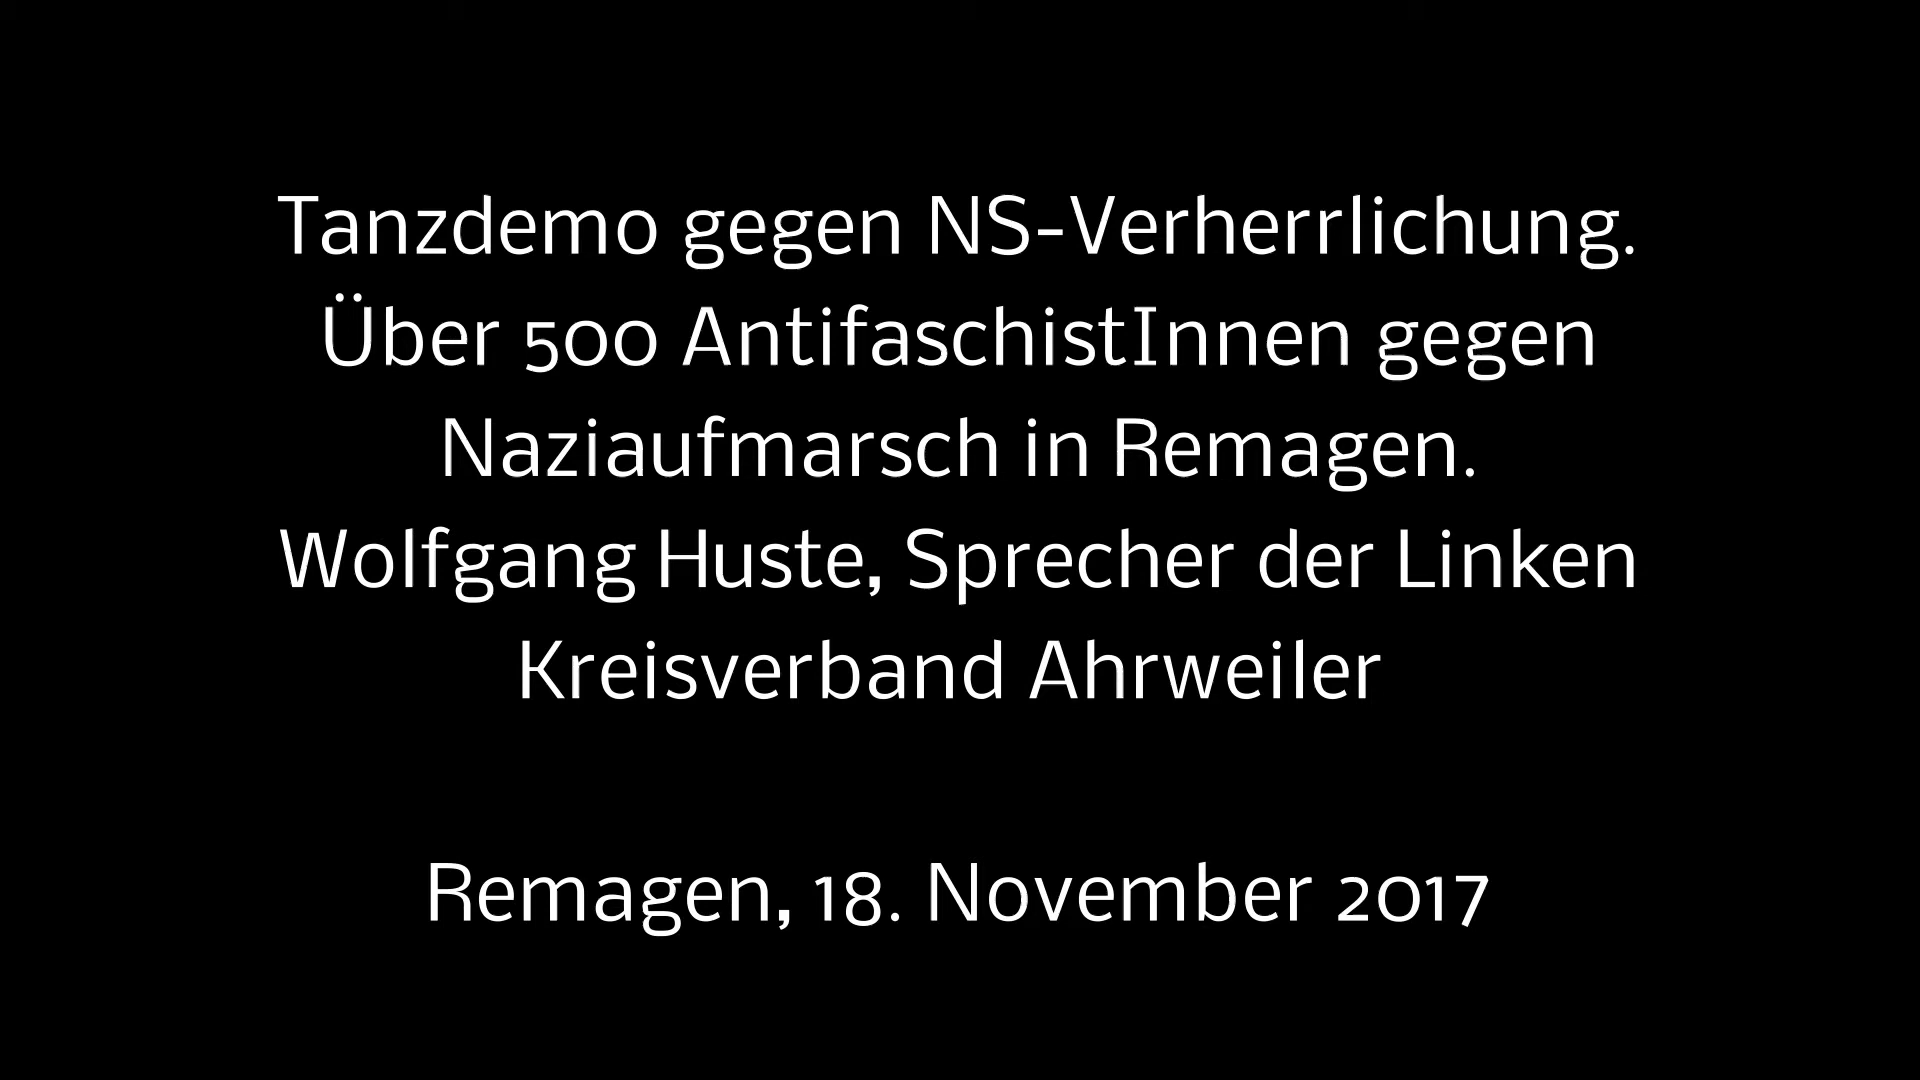 Tanzdemo gegen NS-Verherrlichung.
Über 500 AntifaschistInnen gegen
Naziaufmarsch in Remagen.
Wolfgang Huste, Sprecher der Linken
Kreisverband Ahrweiler
Remagen, 18. November 2017